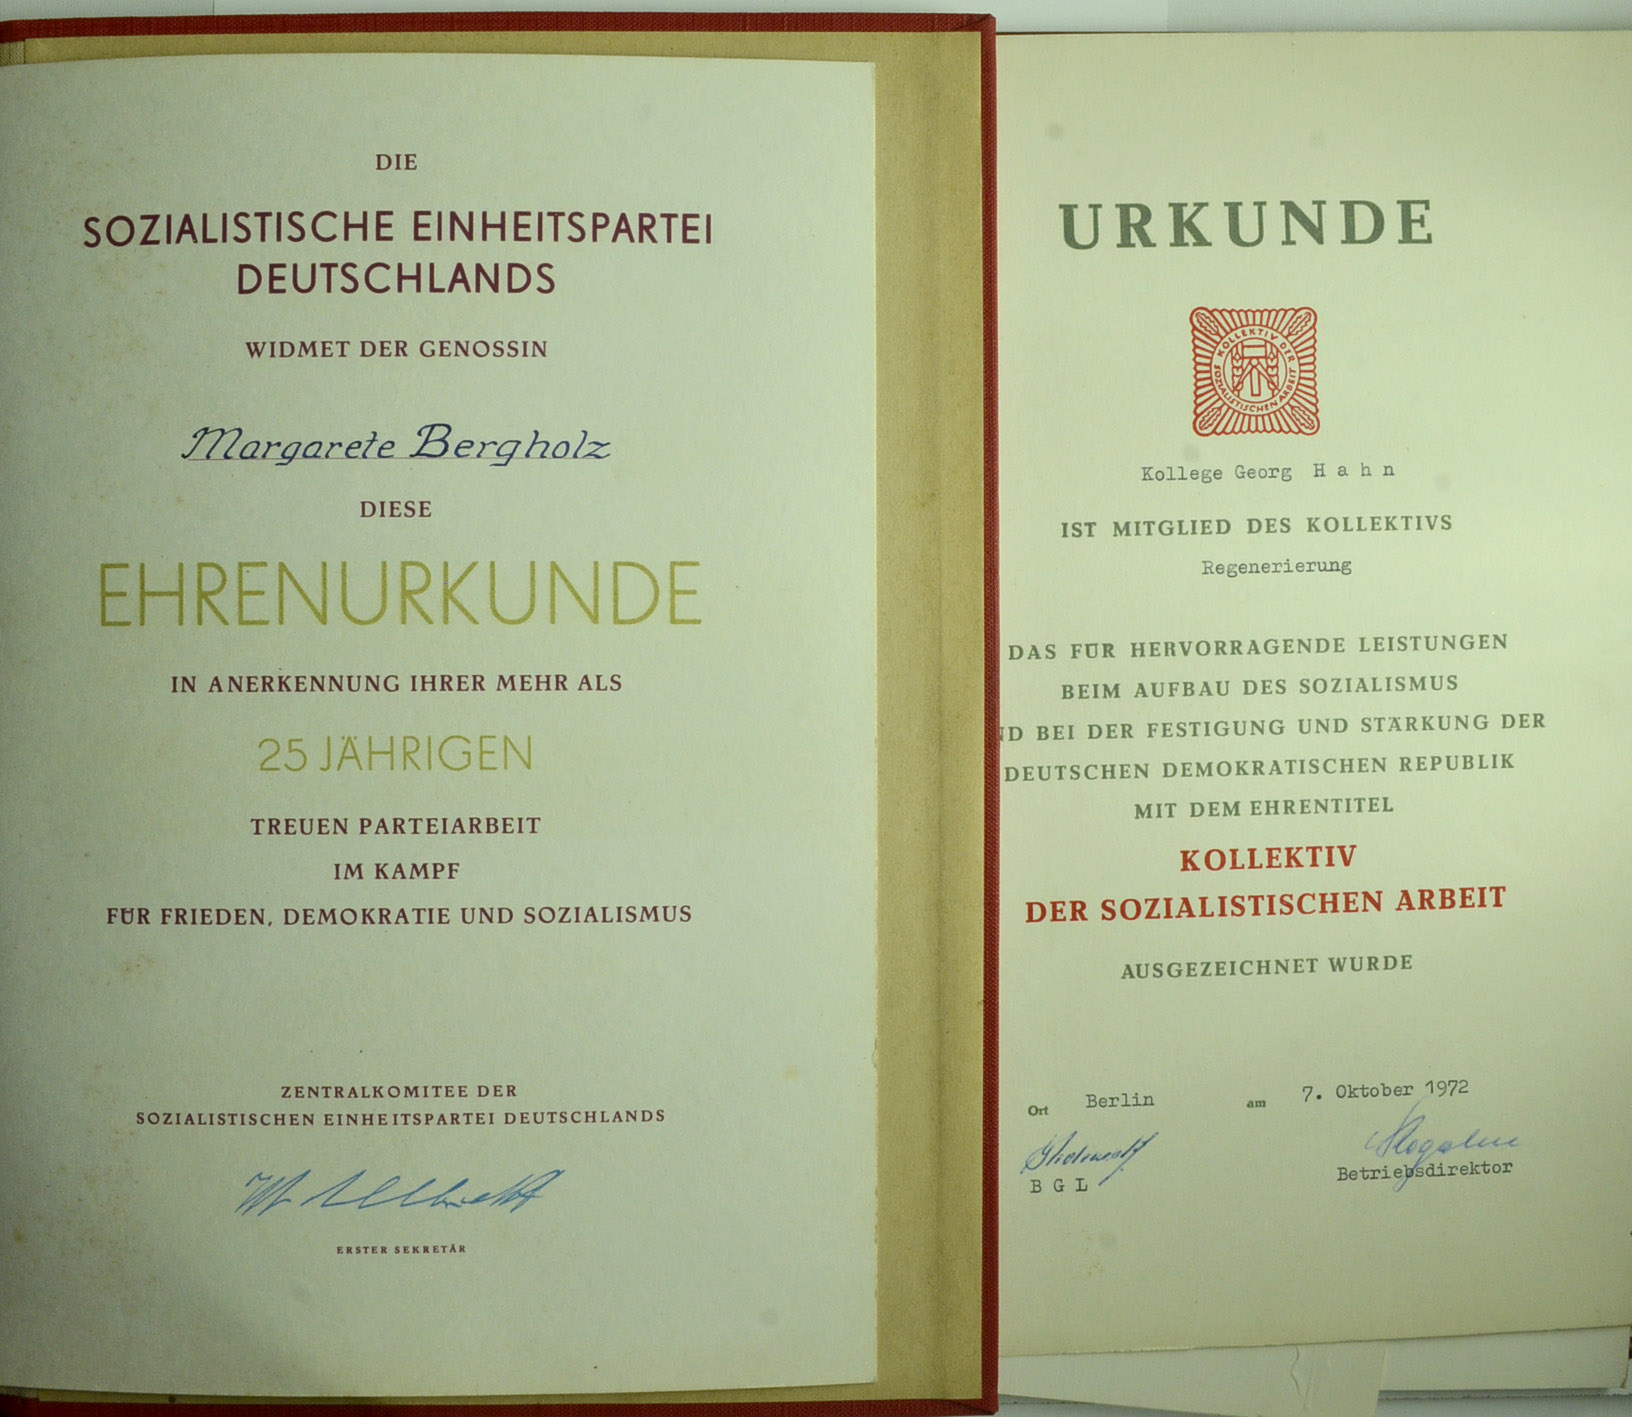 DIE
SOZIALISTISCHE EINHEITSPARTEI
DEUTSCHLANDS
WIDMET DER GENOSSIN
Margarete Bergholz
DIESE
EHRENURKUNDE
IN ANERKENNUNG IHRER MEHR ALS
25 JÄHRIGEN
TREUEN PARTEIARBEIT
IM KAMPF
FÜR FRIEDEN, DEMOKRATIE UND SOZIALISMUS
ZENTRALKOMITEE DER
SOZIALISTISCHEN EINHEITSPARTEI DEUTSCHLANDS
W. Ulbricht
ERSTER SEKRETÄR
URKUNDE
KOLLEKTIV DER
SOZIALISTISCHEN ARBEIT
Kollege Georg H a h n
IST MITGLIED DES KOLLEKTIVS
Regenerierung
DAS FÜR HERVORRAGENDE LEISTUNGEN
BEIM AUFBAU DES SOZIALISMUS
ND BEI DER FESTIGUNG UND STÄRKUNG DER
DEUTSCHEN DEMOKRATISCHEN REPUBLIK
MIT DEM EHRENTITEL
KOLLEKTIV
DER SOZIALISTISCHEN ARBEIT
AUSGEZEICHNET WURDE
Ort Berlin am 7. Oktober 1972
B G L Betriebsdirektor